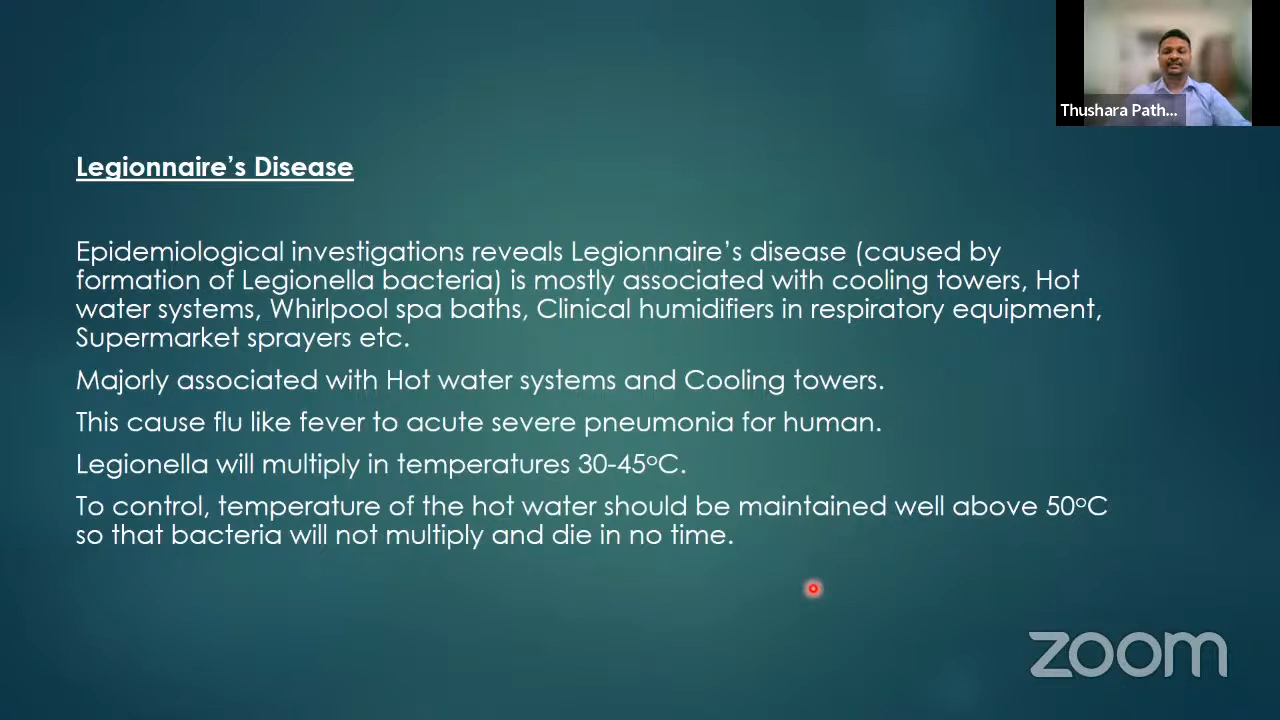 Thushara Path...
Legionnaire’s Disease
Epidemiological investigations reveals Legionnaire’s disease (caused by
formation of Legionella bacteria) is mostly associated with cooling towers, Hot
water systems, Whirlpool spa baths, Clinical humidifiers in respiratory equipment,
Supermarket sprayers etc.
Majorly associated with Hot water systems and Cooling towers.
This cause flu like fever to acute severe pneumonia for human.
Legionella will multiply in temperatures 30-45°C.
To control, temperature of the hot water should be maintained well above 50°C
so that bacteria will not multiply and die in no time.
zoom